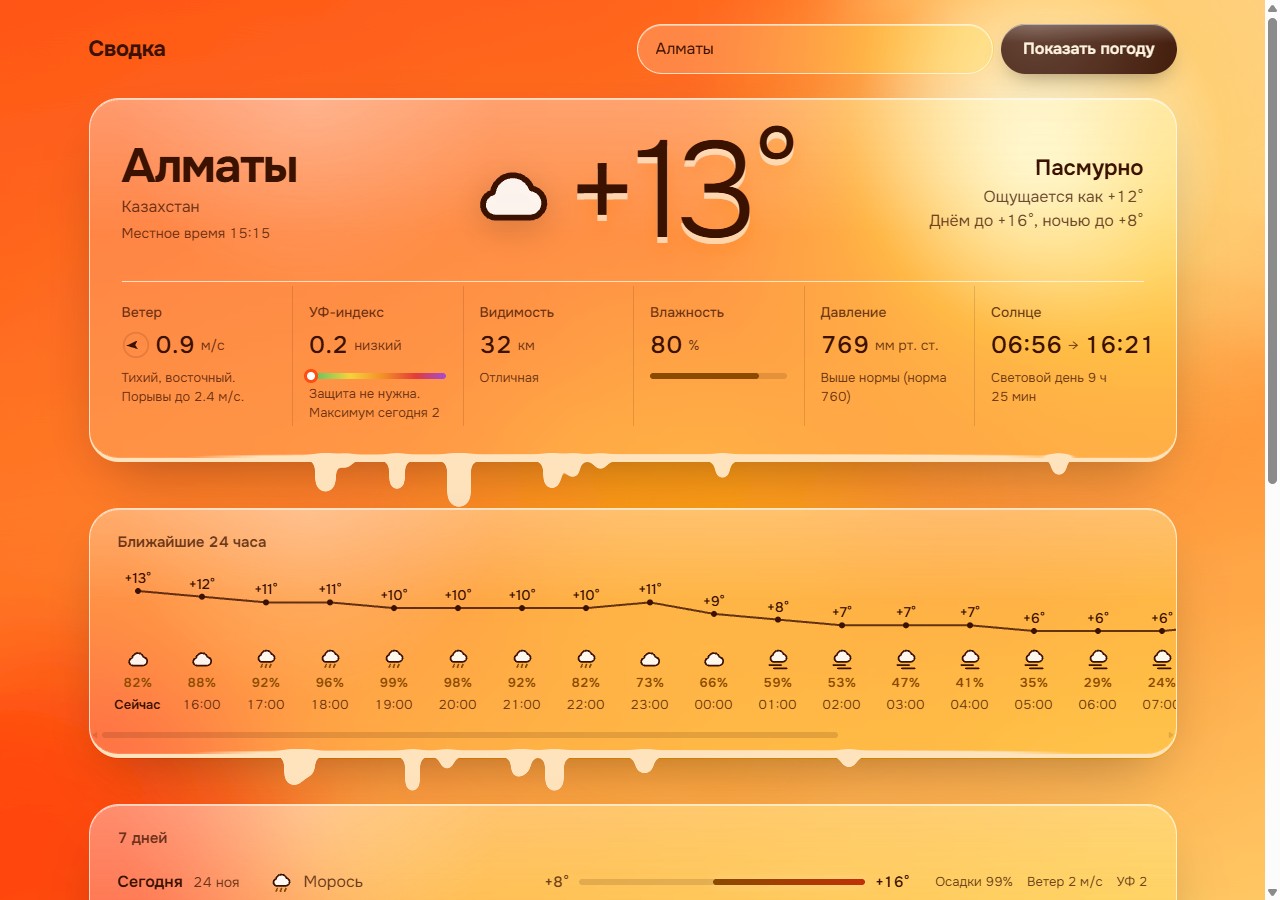 Сводка
Алматы
Показать погоду
Алматы
Казахстан
Местное время 15:15
+13°
Пасмурно
Ощущается как +12°
Днём до +16°, ночью до +8°
Ветер
0.9 м/с
Тихий, восточный.
Порывы до 2.4 м/с.
УФ-индекс
0.2 низкий
Защита не нужна.
Максимум сегодня 2
Видимость
32 км
Отличная
Влажность
80 %
Давление
769 мм рт. ст.
Выше нормы (норма
760)
Солнце
06:56 → 16:21
Световой день 9 ч
25 мин
Ближайшие 24 часа
+13° +12° +11° +11° +10° +10° +10° +10° +11° +9° +8° +7° +7° +7° +6° +6° +6°
82% 88% 92% 96% 99% 98% 92% 82% 73% 66% 59% 53% 47% 41% 35% 29% 24%
Сейчас 16:00 17:00 18:00 19:00 20:00 21:00 22:00 23:00 00:00 01:00 02:00 03:00 04:00 05:00 06:00 07:00
7 дней
Сегодня 24 ноя Морось +8° +16° Осадки 99% Ветер 2 м/с УФ 2